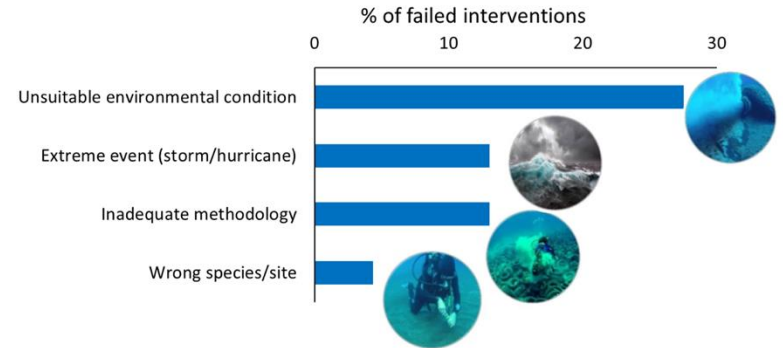 % of failed interventions
0 10 20 30
Unsuitable environmental condition
Extreme event (storm/hurricane)
Inadequate methodology
Wrong species/site